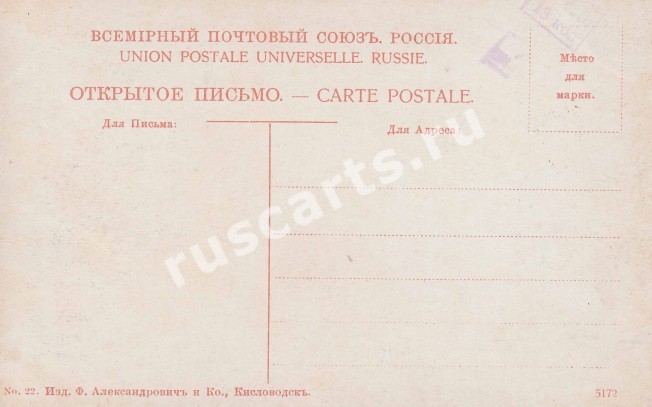 ВСЕМІРНЫЙ ПОЧТОВЫЙ СОЮЗЪ. РОССІЯ.
UNION POSTALE UNIVERSELLE. RUSSIE.
ОТКРЫТОЕ ПИСЬМО. — CARTE POSTALE.
Мѣсто
для
марки.
Для Письма:
Для Адреса:
ruscarts.ru
No. 22. Изд. Ф. Александровичъ и Ко., Кисловодскъ.
5172